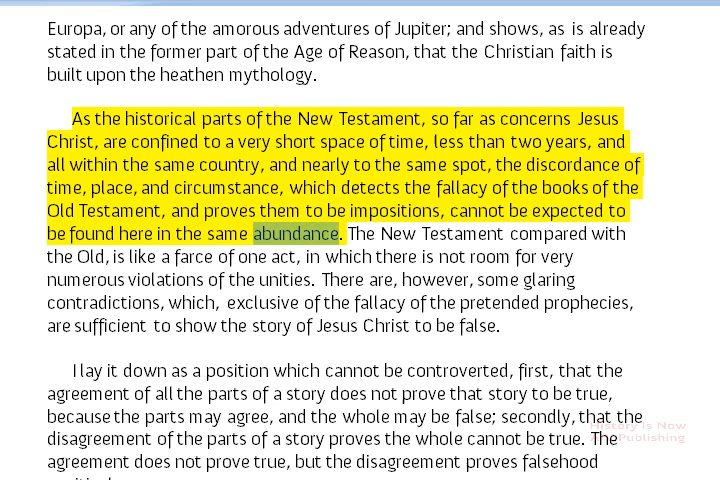 Europa, or any of the amorous adventures of Jupiter; and shows, as is already
stated in the former part of the Age of Reason, that the Christian faith is
built upon the heathen mythology.
As the historical parts of the New Testament, so far as concerns Jesus
Christ, are confined to a very short space of time, less than two years, and
all within the same country, and nearly to the same spot, the discordance of
time, place, and circumstance, which detects the fallacy of the books of the
Old Testament, and proves them to be impositions, cannot be expected to
be found here in the same abundance. The New Testament compared with
the Old, is like a farce of one act, in which there is not room for very
numerous violations of the unities. There are, however, some glaring
contradictions, which, exclusive of the fallacy of the pretended prophecies,
are sufficient to show the story of Jesus Christ to be false.
I lay it down as a position which cannot be controverted, first, that the
agreement of all the parts of a story does not prove that story to be true,
because the parts may agree, and the whole may be false; secondly, that the
disagreement of the parts of a story proves the whole cannot be true. The
agreement does not prove true, but the disagreement proves falsehood
History is Now
Publishing